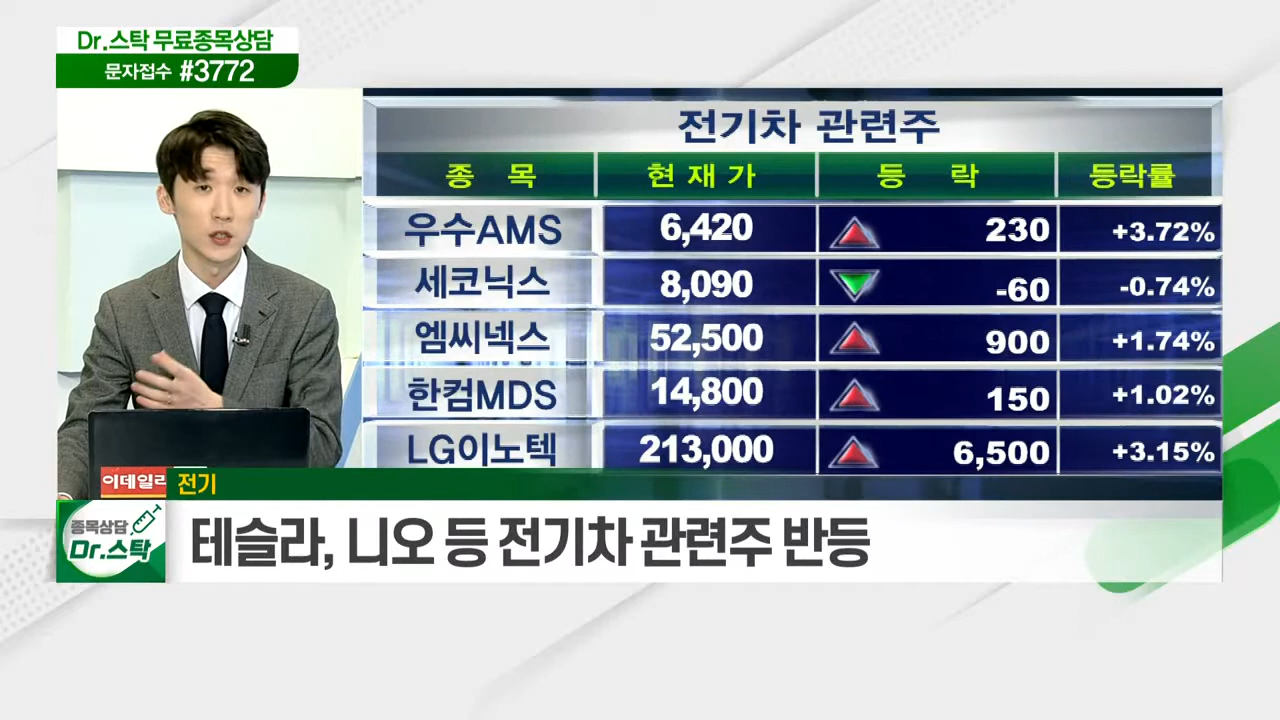 Dr.스탁 무료종목상담
문자접수 #3772
전기차 관련주
종 목 현재가 등 락 등락률
우수AMS 6,420 230 +3.72%
세코닉스 8,090 -60 -0.74%
엠씨넥스 52,500 900 +1.74%
한컴MDS 14,800 150 +1.02%
LG이노텍 213,000 6,500 +3.15%
이데일리 전기
종목상담
Dr.스탁
테슬라, 니오 등 전기차 관련주 반등